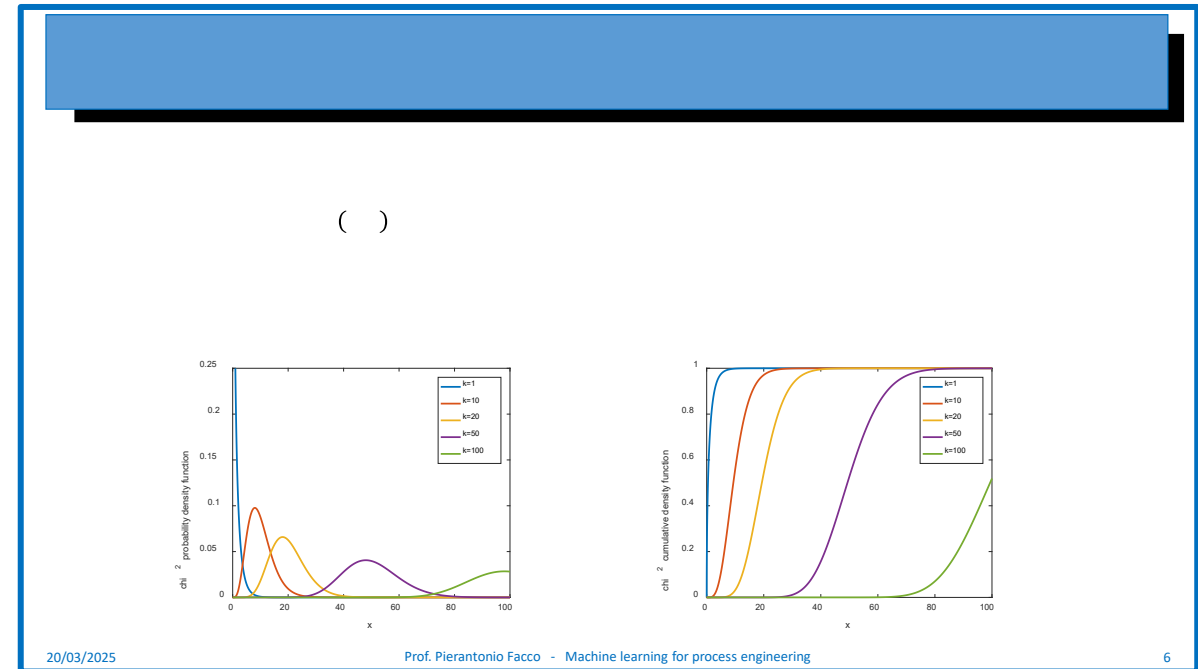 ( )
0.25
0.2
0.15
0.1
0.05
0
0 20 40 60 80 100
x
chi 2 probability density function
k=1
k=10
k=20
k=50
k=100
1
0.8
0.6
0.4
0.2
0
0 20 40 60 80 100
x
chi 2 cumulative density function
k=1
k=10
k=20
k=50
k=100
20/03/2025 Prof. Pierantonio Facco - Machine learning for process engineering 6